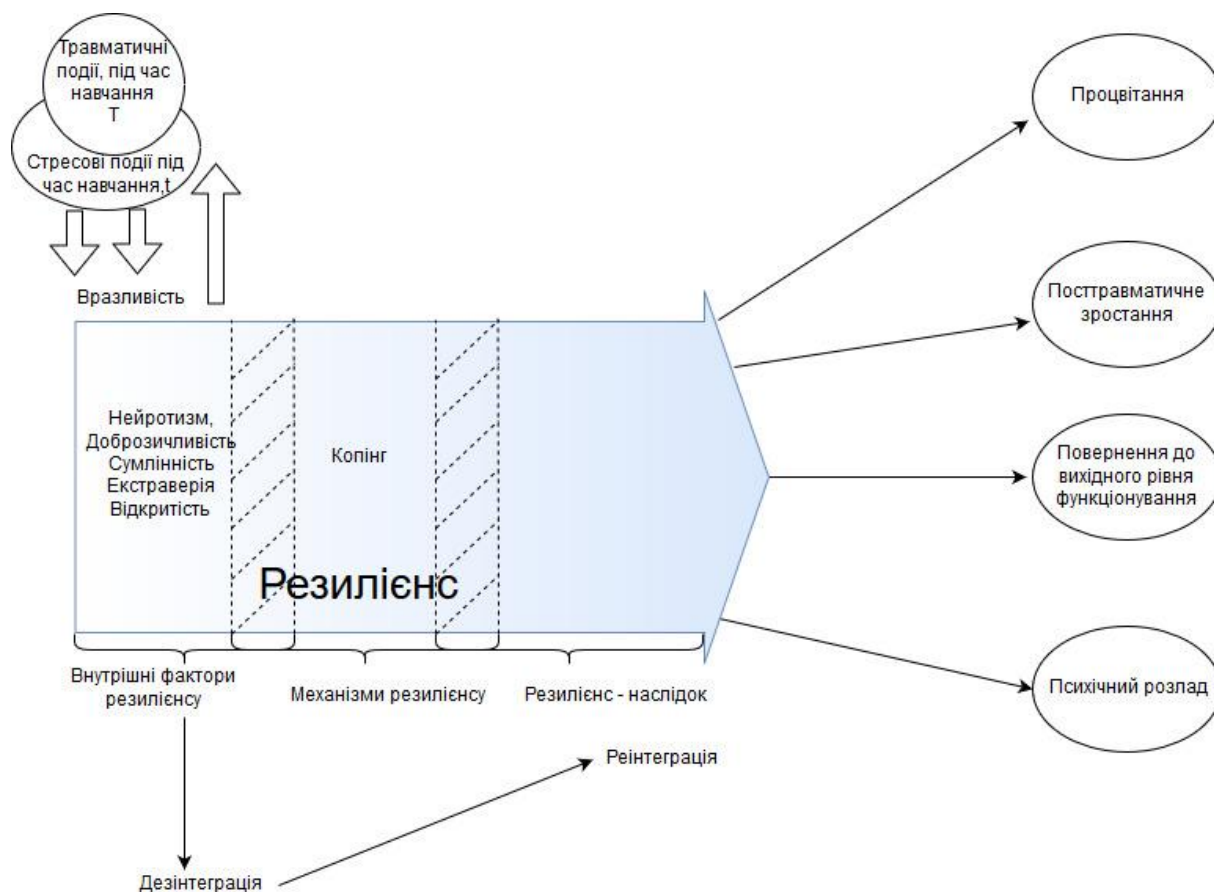 Травматичні
події, під час
навчання
Т
Стресові події під
час навчання,t
Вразливість
Нейротизм,
Доброзичливість
Сумлінність
Екстраверія
Відкритість
Копінг
Резилієнс
Внутрішні фактори
резилієнсу
Механізми резилієнсу
Резилієнс - наслідок
Дезінтеграція
Реінтеграція
Процвітання
Посттравматичне
зростання
Повернення до
вихідного рівня
функціонування
Психічний розлад